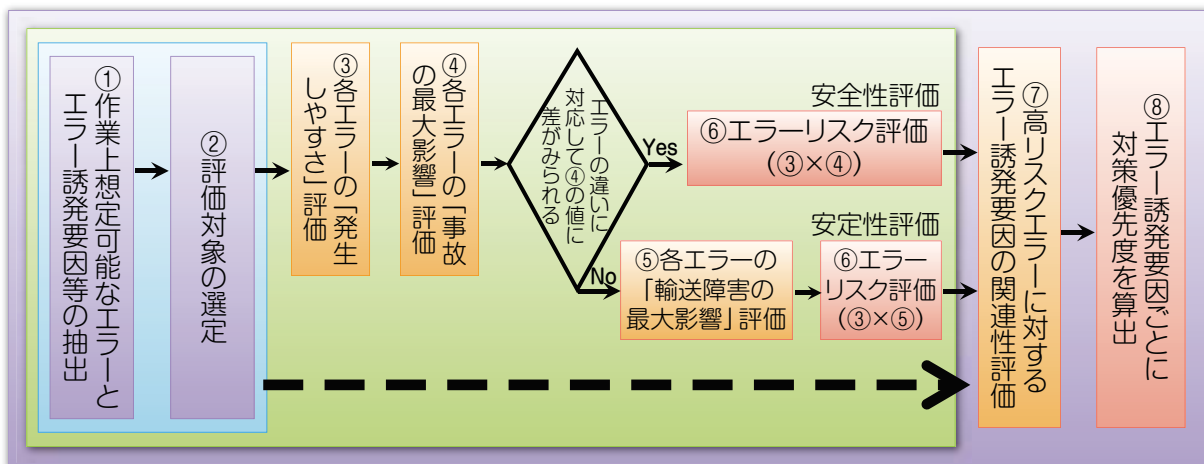 ①作業上想定可能なエラーと
エラー誘発要因等の抽出
②評価対象の選定
③各エラーの「発生
しやすさ」評価
④各エラーの「事故
の最大影響」評価
エラーの違いに
対応して④の値に
差がみられる
Yes
No
安全性評価
⑥エラーリスク評価
(③×④)
安定性評価
⑤各エラーの
「輸送障害の
最大影響」評価
⑥エラー
リスク評価
(③×⑤)
⑦高リスクエラーに対する
エラー誘発要因の関連性評価
⑧エラー誘発要因ごとに
対策優先度を算出